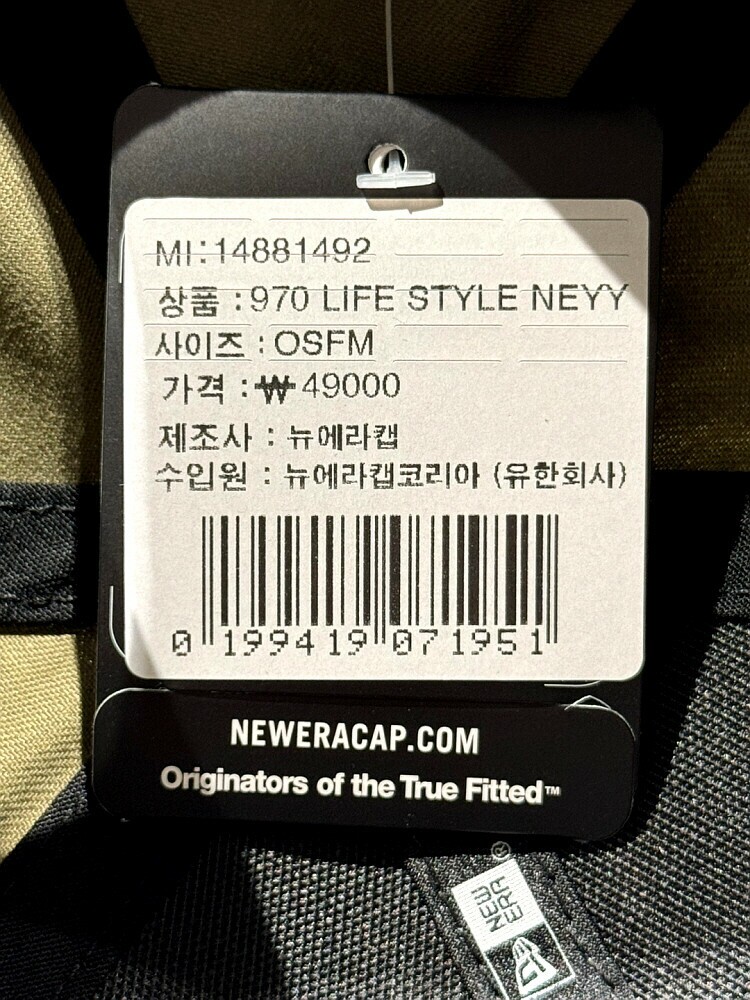 MI:14881492
상품 :970 LIFE STYLE NEYY
사이즈 : OSFM
가격 :₩ 49000
제조사 : 뉴에라캡
수입원 : 뉴에라캡코리아 (유한회사)
0 199419 071951
NEWERACAP.COM
Originators of the True Fitted™
NEW ERA®